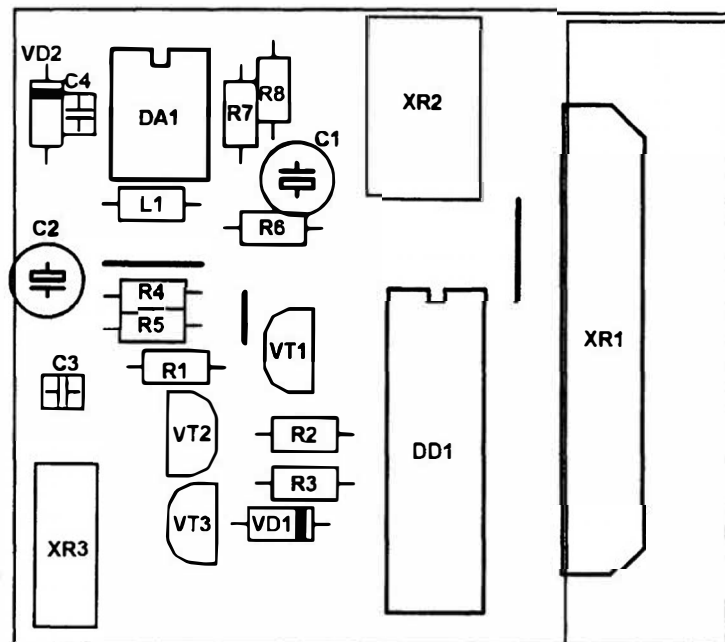 VD2
C4
DA1
R7
R8
XR2
C1
L1
R6
C2
R4
R5
VT1
XR1
C3
R1
VT2
R2
DD1
R3
VT3
VD1
XR3